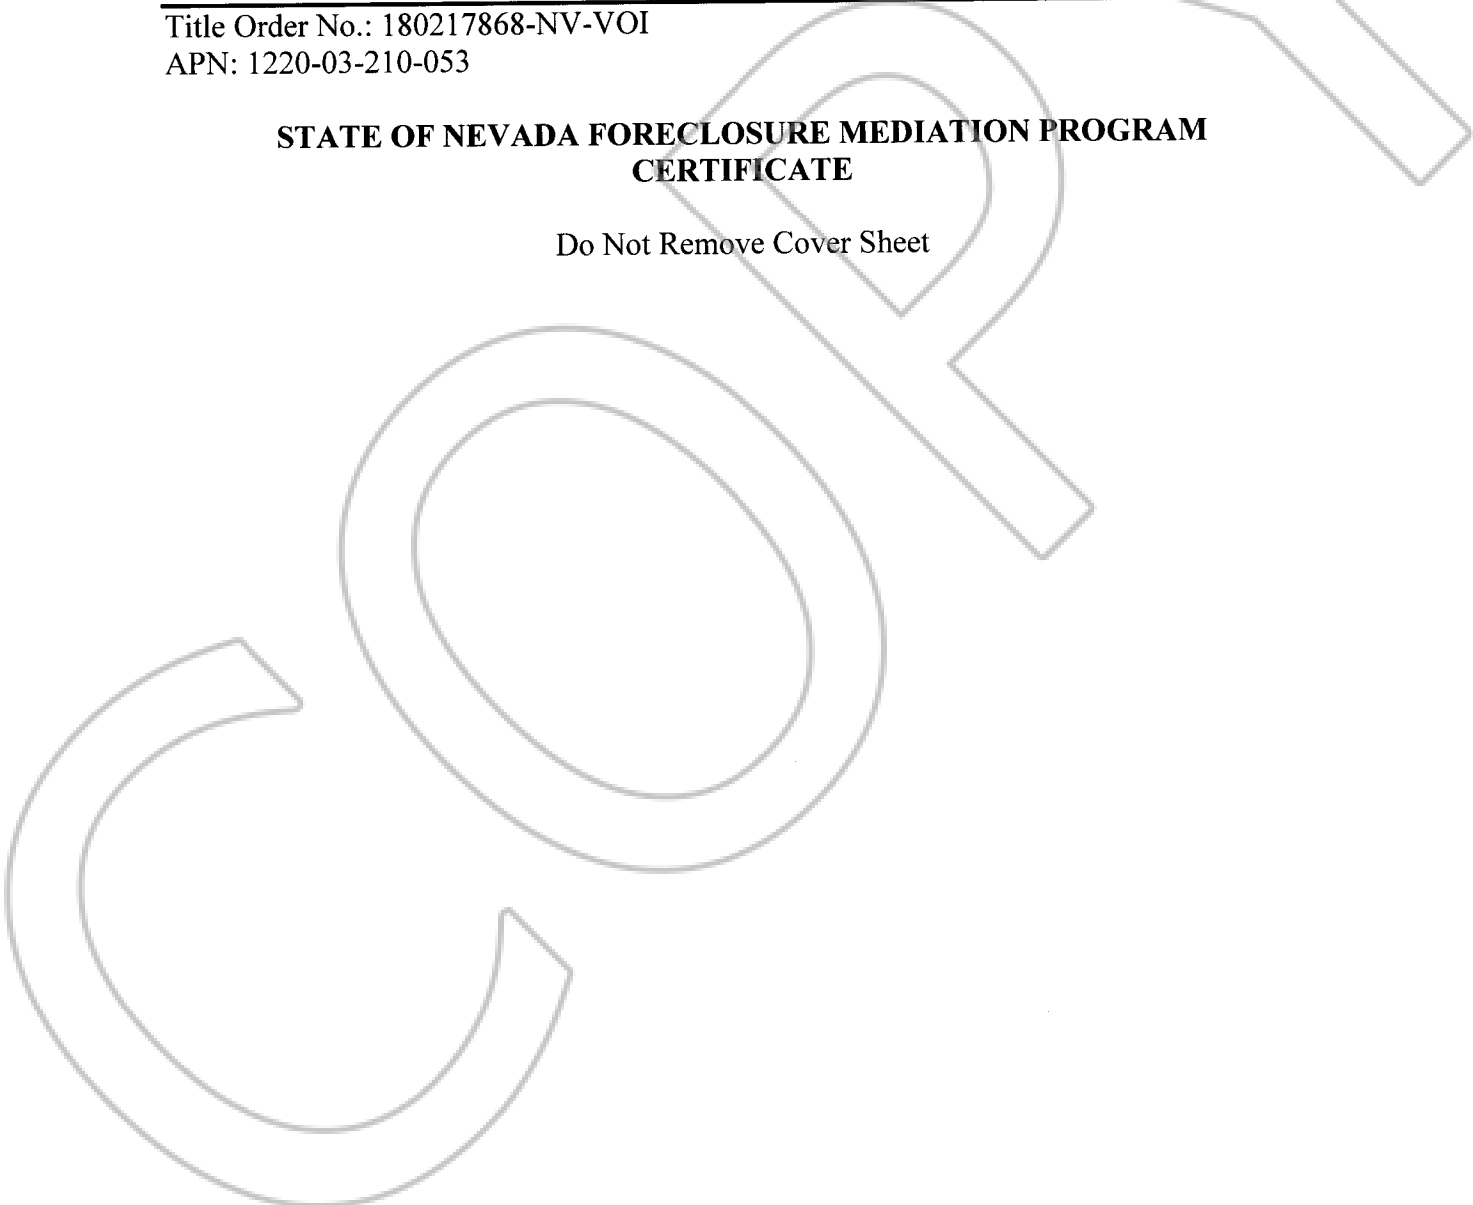 Title Order No.: 180217868-NV-VOI
APN: 1220-03-210-053
STATE OF NEVADA FORECLOSURE MEDIATION PROGRAM
CERTIFICATE
Do Not Remove Cover Sheet
COPY